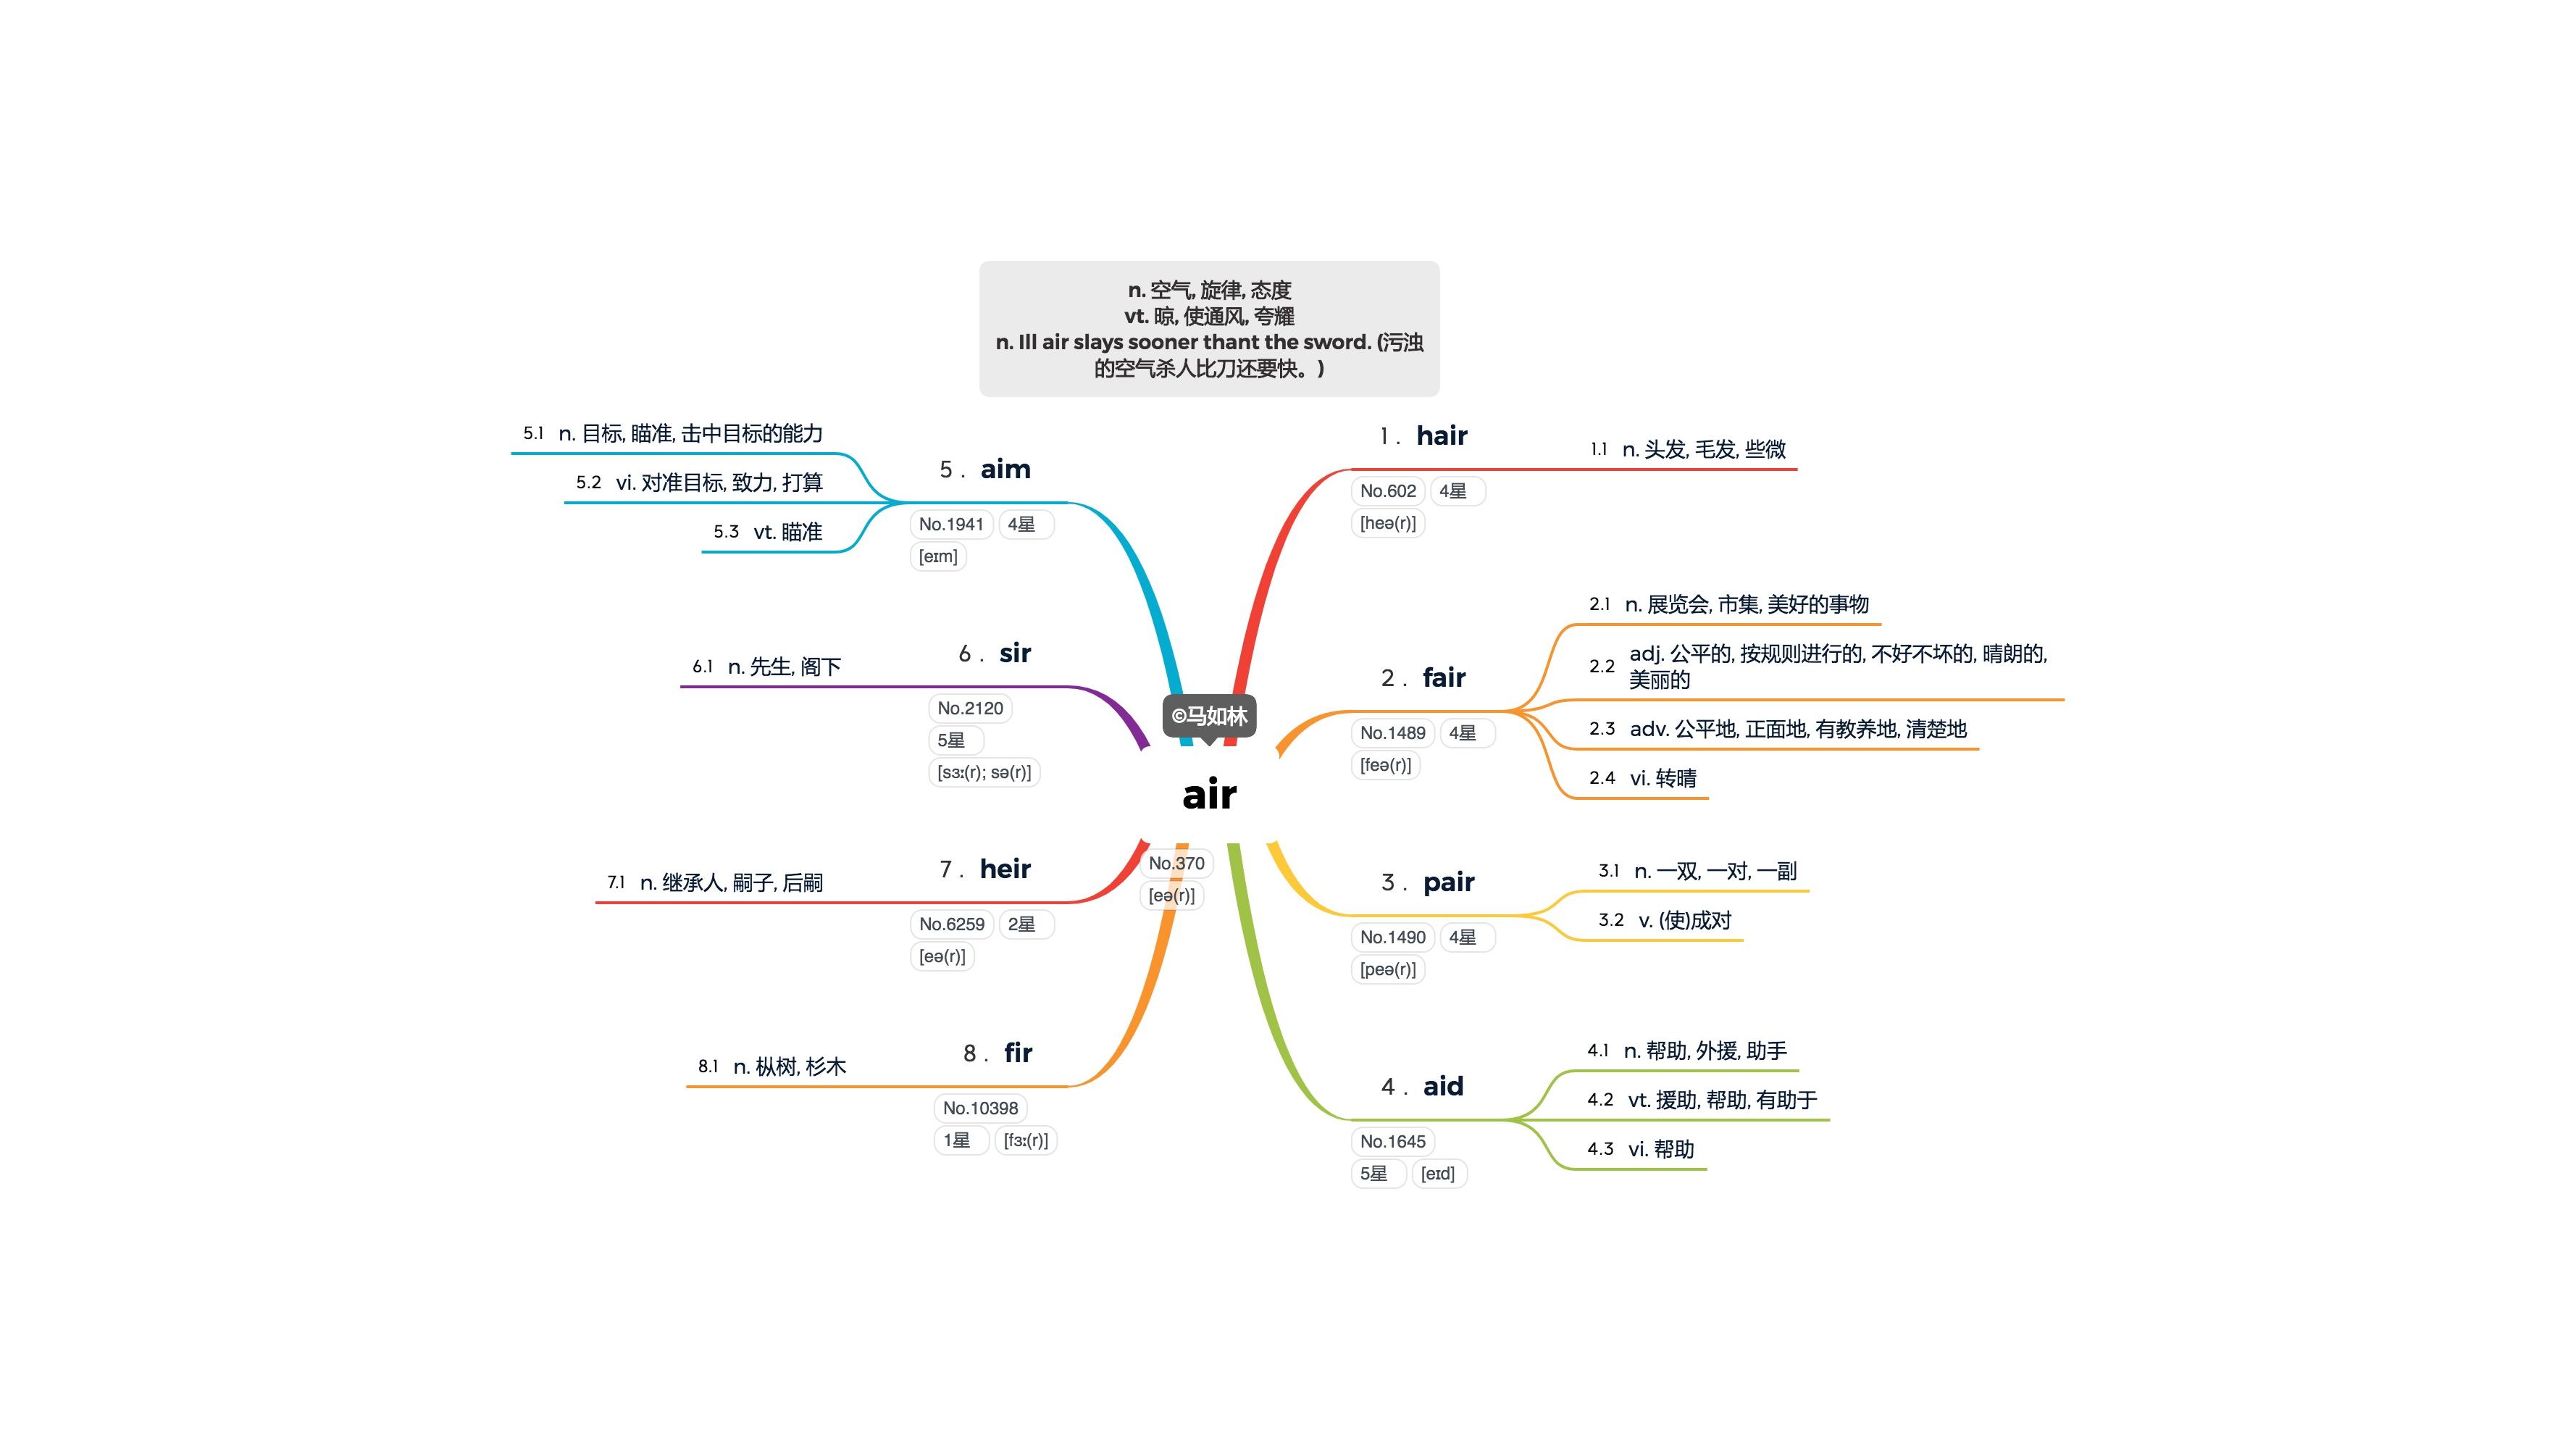 n. 空气, 旋律, 态度
vt. 晾, 使通风, 夸耀
n. Ill air slays sooner thant the sword. (污浊
的空气杀人比刀还要快。)
©马如林
air
No.370
[eə(r)]
1. hair
No.602 4星
[heə(r)]
1.1 n. 头发, 毛发, 些微
2. fair
No.1489 4星
[feə(r)]
2.1 n. 展览会, 市集, 美好的事物
2.2 adj. 公平的, 按规则进行的, 不好不坏的, 晴朗的,
美丽的
2.3 adv. 公平地, 正面地, 有教养地, 清楚地
2.4 vi. 转晴
3. pair
No.1490 4星
[peə(r)]
3.1 n. 一双, 一对, 一副
3.2 v. (使)成对
4. aid
No.1645
5星 [eɪd]
4.1 n. 帮助, 外援, 助手
4.2 vt. 援助, 帮助, 有助于
4.3 vi. 帮助
5. aim
No.1941 4星
[eɪm]
5.1 n. 目标, 瞄准, 击中目标的能力
5.2 vi. 对准目标, 致力, 打算
5.3 vt. 瞄准
6. sir
No.2120
5星
[sɜː(r); sə(r)]
6.1 n. 先生, 阁下
7. heir
No.6259 2星
[eə(r)]
7.1 n. 继承人, 嗣子, 后嗣
8. fir
No.10398
1星 [fɜː(r)]
8.1 n. 枞树, 杉木